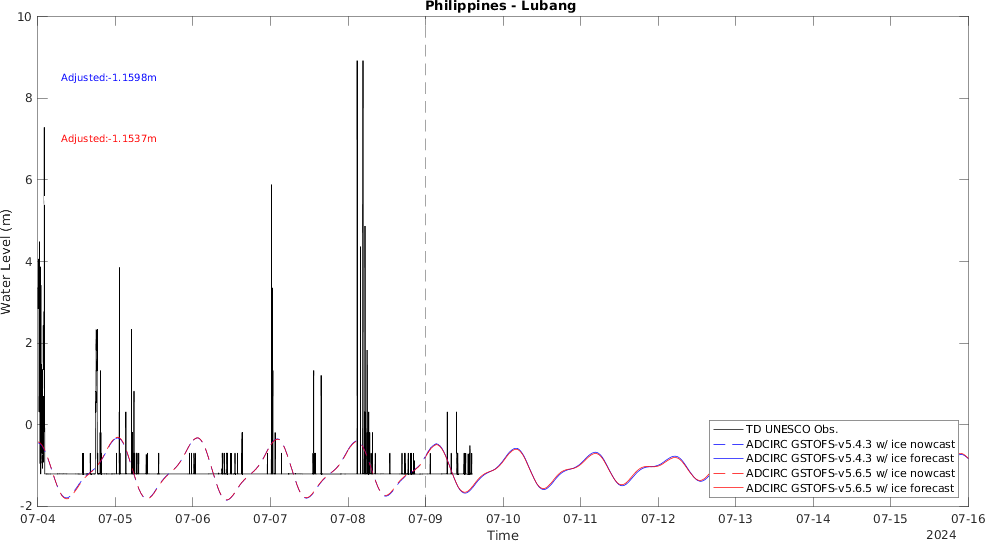 Philippines - Lubang
10
Adjusted:-1.1598m
8
Adjusted:-1.1537m
6
Water Level (m)
4
2
0
TD UNESCO Obs.
ADCIRC GSTOFS-v5.4.3 w/ ice nowcast
ADCIRC GSTOFS-v5.4.3 w/ ice forecast
ADCIRC GSTOFS-v5.6.5 w/ ice nowcast
ADCIRC GSTOFS-v5.6.5 w/ ice forecast
-2
07-04 07-05 07-06 07-07 07-08 07-09 07-10 07-11 07-12 07-13 07-14 07-15 07-16
Time
2024